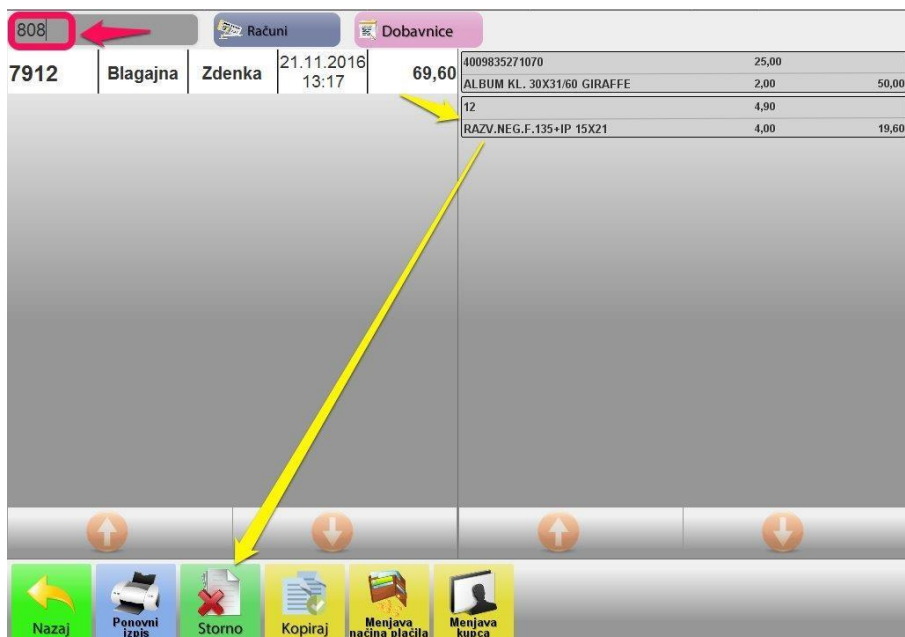 808
Računi
Dobavnice
7912 Blagajna Zdenka 21.11.2016 13:17 69,60
4009835271070 25,00
ALBUM KL. 30X31/60 GIRAFFE 2,00 50,00
12 4,90
RAZV.NEG.F.135+IP 15X21 4,00 19,60
Nazaj
Ponovni
izpis
Storno
Kopiraj
Menjava
načina plačila
Menjava
kupca